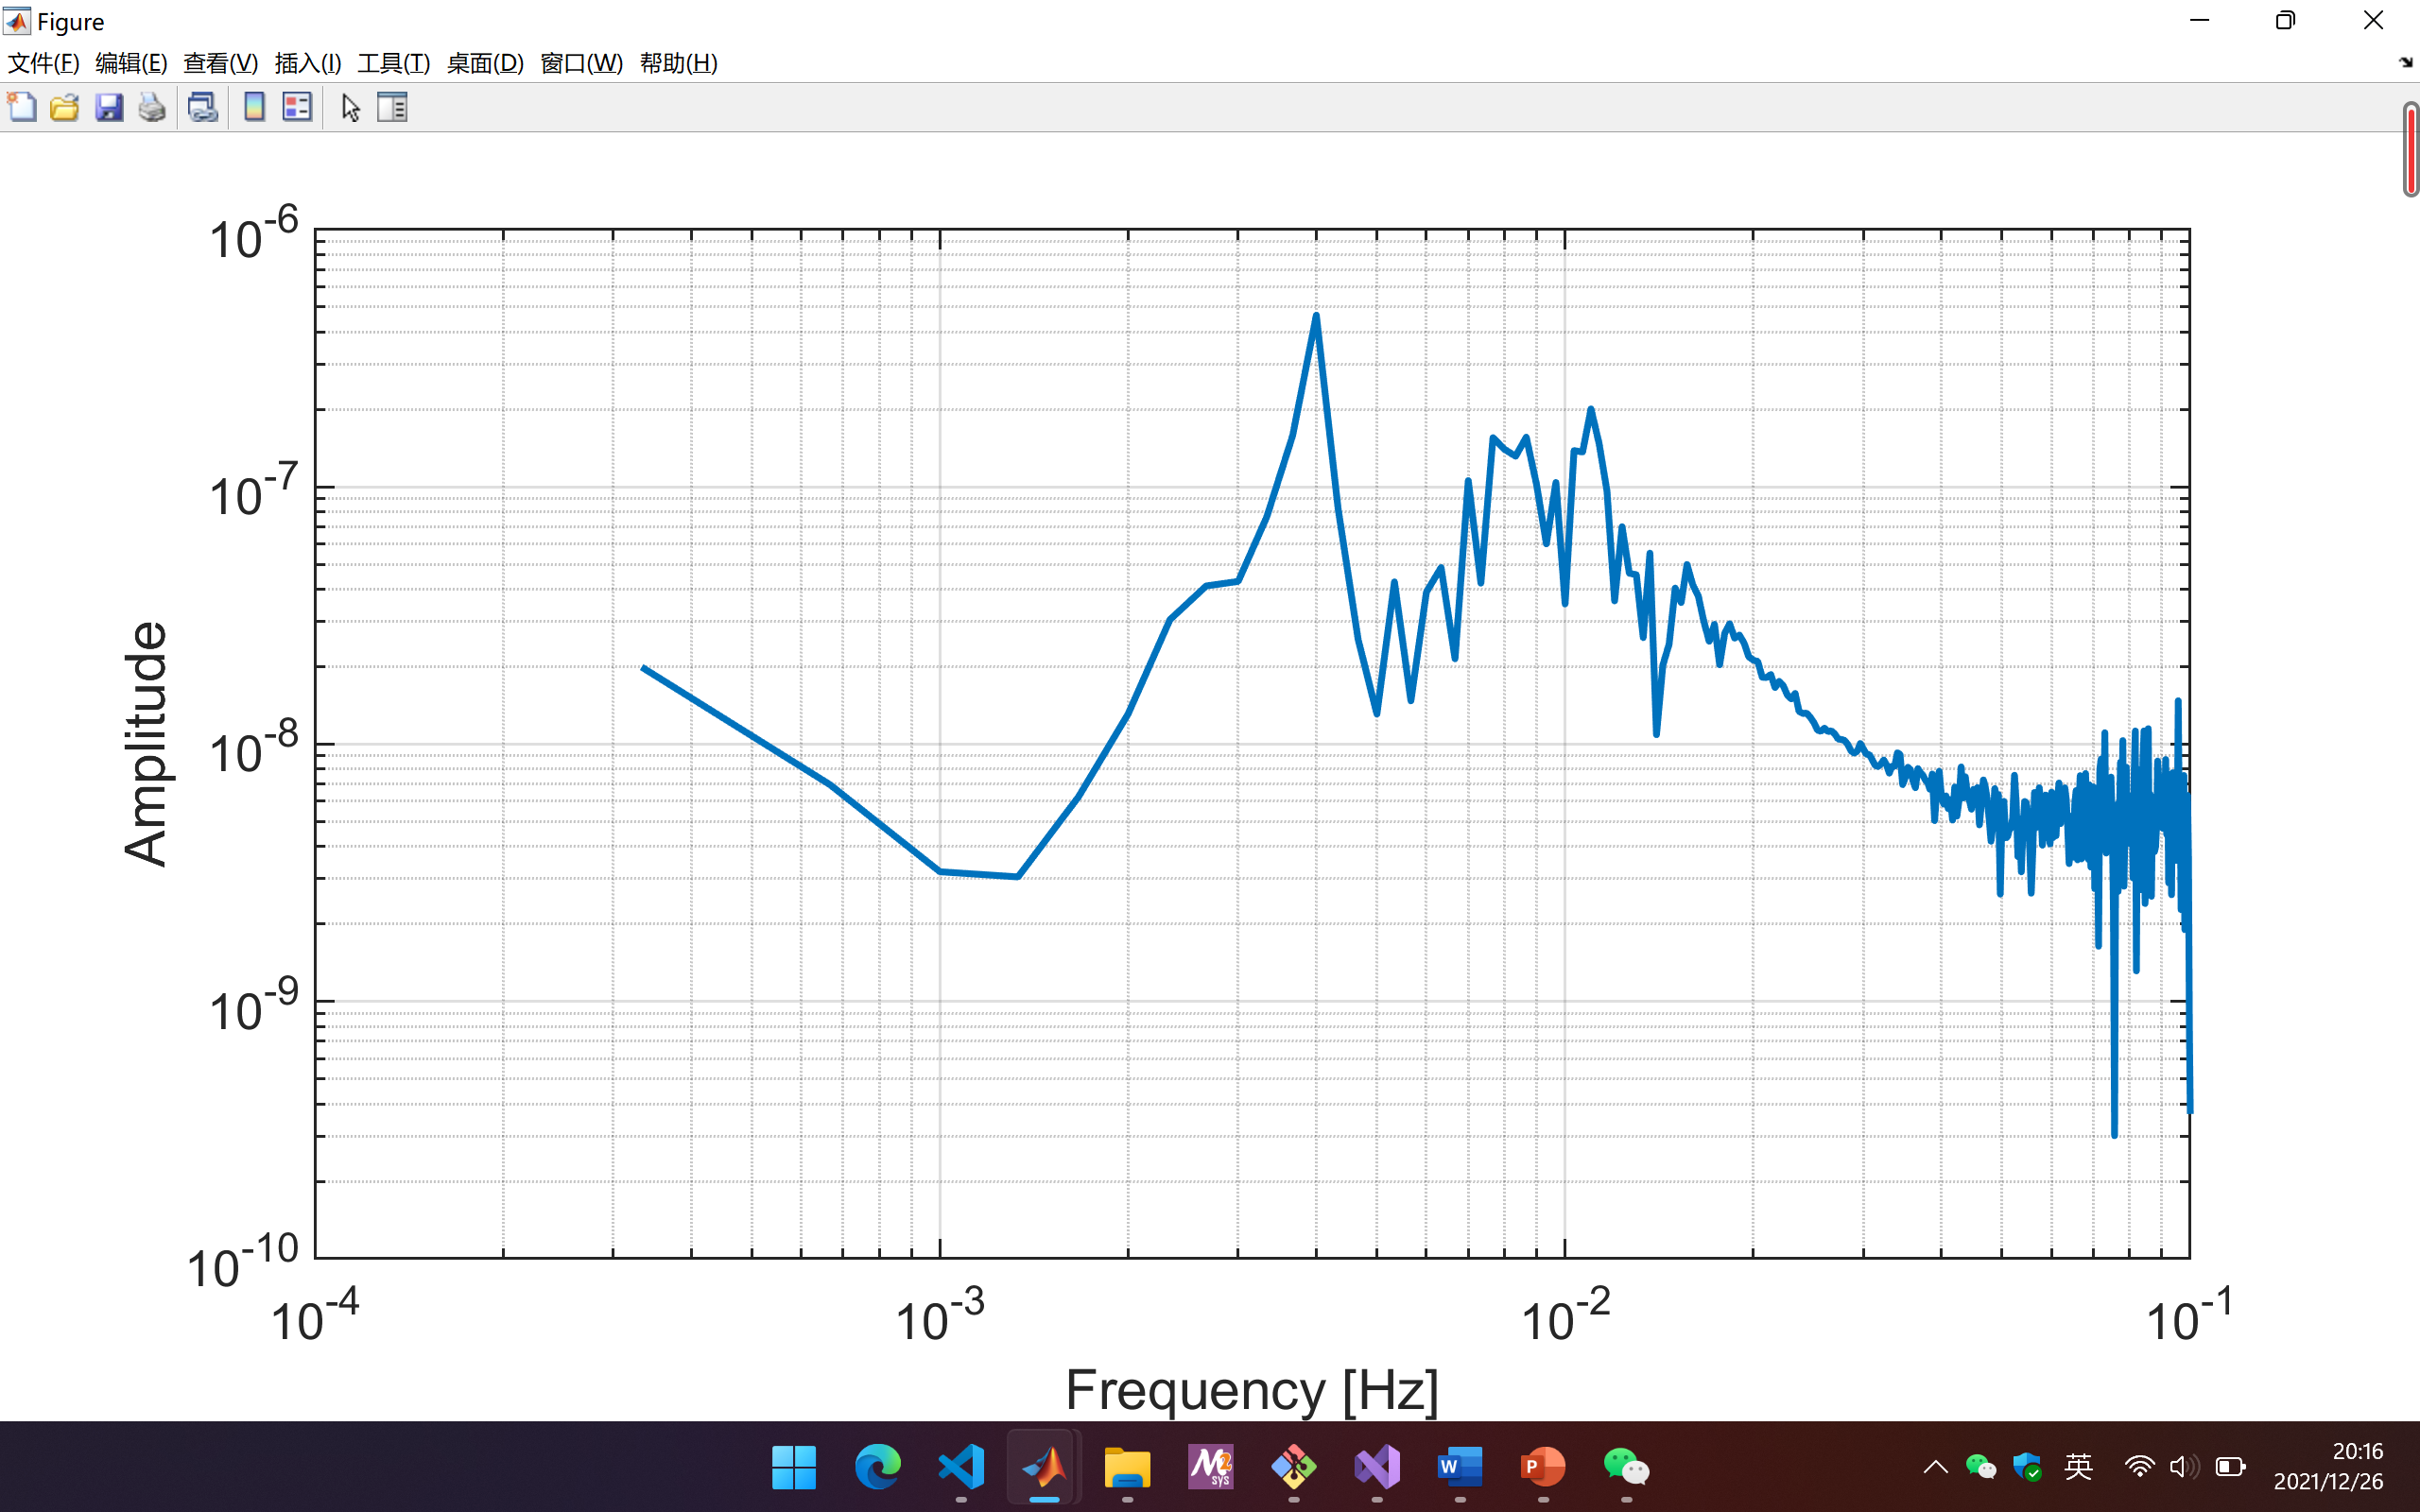 Figure
文件(F) 编辑(E) 查看(V) 插入(I) 工具(T) 桌面(D) 窗口(W) 帮助(H)
10^-6
10^-7
10^-8
10^-9
10^-10
Amplitude
10^-4 10^-3 10^-2 10^-1
Frequency [Hz]
M2
sys
W
P
英
20:16
2021/12/26